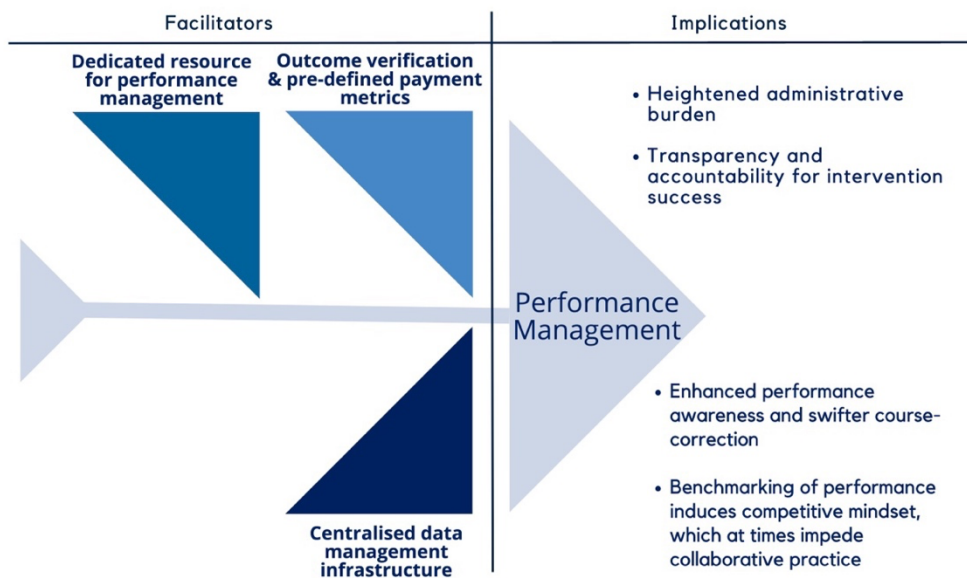 Facilitators
Implications
Dedicated resource
for performance
management
Outcome verification
& pre-defined payment
metrics
• Heightened administrative
burden
• Transparency and
accountability for intervention
success
Performance
Management
• Enhanced performance
awareness and swifter course-
correction
• Benchmarking of performance
induces competitive mindset,
which at times impede
collaborative practice
Centralised data
management
infrastructure